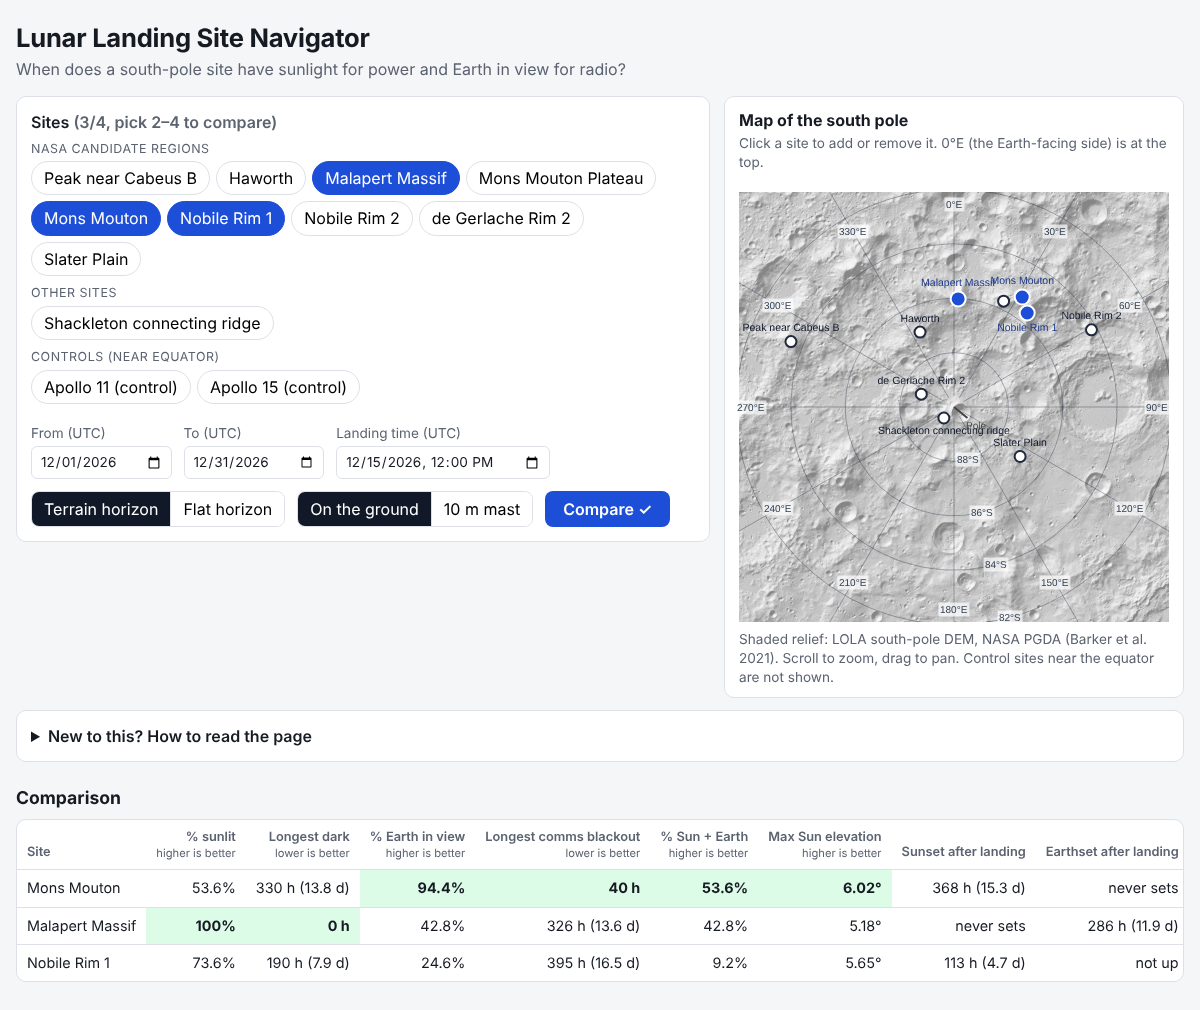 Lunar Landing Site Navigator
When does a south-pole site have sunlight for power and Earth in view for radio?
Sites (3/4, pick 2–4 to compare)
NASA CANDIDATE REGIONS
Peak near Cabeus B Haworth Malapert Massif Mons Mouton Plateau
Mons Mouton Nobile Rim 1 Nobile Rim 2 de Gerlache Rim 2
Slater Plain
OTHER SITES
Shackleton connecting ridge
CONTROLS (NEAR EQUATOR)
Apollo 11 (control) Apollo 15 (control)
From (UTC) To (UTC) Landing time (UTC)
12/01/2026 12/31/2026 12/15/2026, 12:00 PM
Terrain horizon Flat horizon On the ground 10 m mast Compare ✓
Map of the south pole
Click a site to add or remove it. 0°E (the Earth-facing side) is at the
top.
0°E
330°E 30°E
Malapert Massif Mons Mouton
300°E 60°E
Haworth Nobile Rim 2
Peak near Cabeus B Nobile Rim 1
de Gerlache Rim 2
270°E 90°E
Pole
Shackleton connecting ridge
Slater Plain
88°S
240°E 86°S 120°E
84°S
210°E 150°E
180°E
82°S
Shaded relief: LOLA south-pole DEM, NASA PGDA (Barker et al.
2021). Scroll to zoom, drag to pan. Control sites near the equator
are not shown.
New to this? How to read the page
Comparison
Site % sunlit higher is better Longest dark lower is better % Earth in view higher is better Longest comms blackout lower is better % Sun + Earth higher is better Max Sun elevation higher is better Sunset after landing Earthset after landing
Mons Mouton 53.6% 330 h (13.8 d) 94.4% 40 h 53.6% 6.02° 368 h (15.3 d) never sets
Malapert Massif 100% 0 h 42.8% 326 h (13.6 d) 42.8% 5.18° never sets 286 h (11.9 d)
Nobile Rim 1 73.6% 190 h (7.9 d) 24.6% 395 h (16.5 d) 9.2% 5.65° 113 h (4.7 d) not up